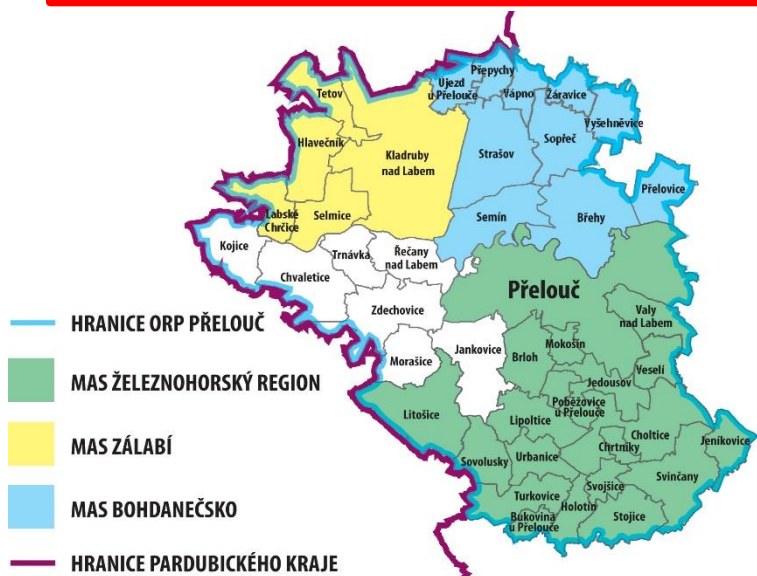 Přepychy
Ujezd
u Přelouče
Vápno
Žáravice
Vyšehněvice
Tetov
Hlavečník
Kladruby
nad Labem
Strašov
Sopřeč
Přelovice
Labské
Chrčice
Selmice
Semín
Břehy
Kojice
Trnávka
Řečany
nad Labem
Chvaletice
Přelouč
Zdechovice
Valy
nad Labem
Morašice
Jankovice
Brloh
Mokošín
Veselí
Jedousov
Litošice
Lipoltice
Poběžovice
u Přelouče
Choltice
Jeníkovice
Chrtníky
Sovolusky
Urbanice
Svinčany
Svojšice
Turkovice
Holotín
Stojice
Bukovina
u Přelouče
HRANICE ORP PŘELOUČ
MAS ŽELEZNOHORSKÝ REGION
MAS ZÁLABÍ
MAS BOHDANEČSKO
HRANICE PARDUBICKÉHO KRAJE